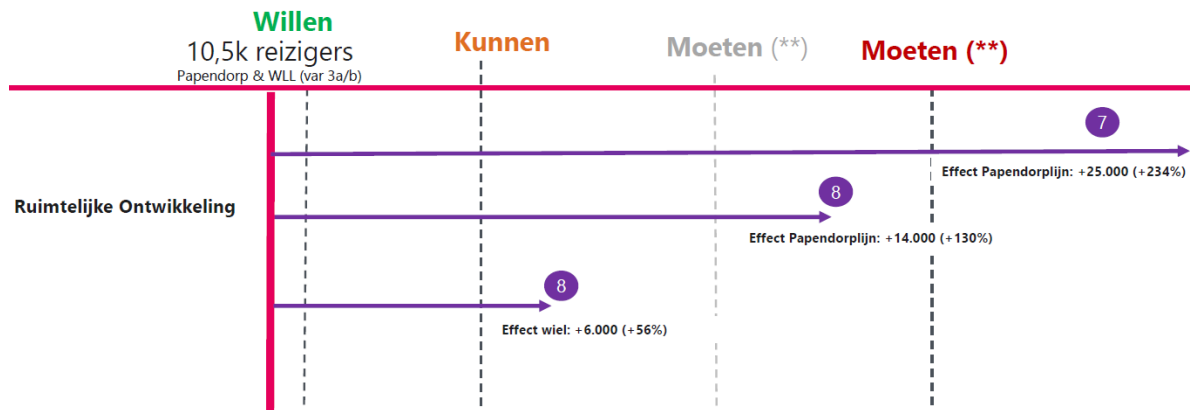 Willen
10,5k reizigers
Papendorp & WLL (var 3a/b)
Kunnen
Moeten (**)
Moeten (**)
7
Effect Papendorplijn: +25.000 (+234%)
Ruimtelijke Ontwikkeling
8
Effect Papendorplijn: +14.000 (+130%)
8
Effect wiel: +6.000 (+56%)